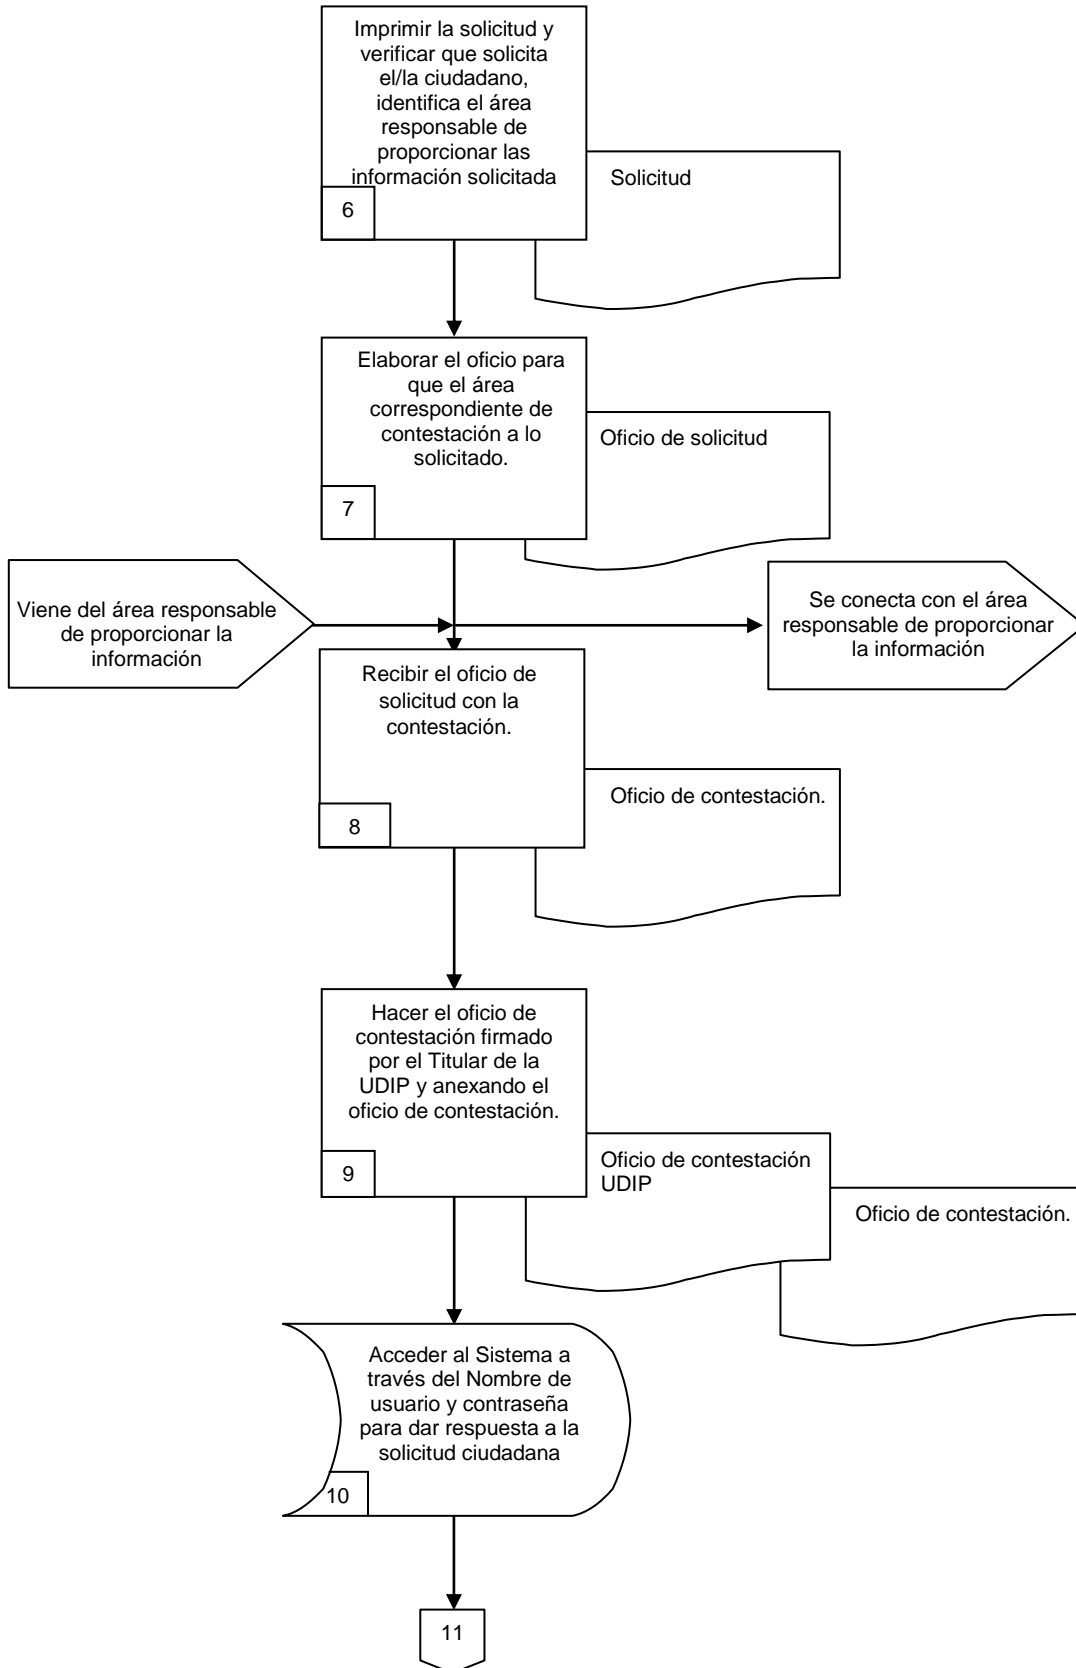 Imprimir la solicitud y
verificar que solicita
el/la ciudadano,
identifica el área
responsable de
proporcionar las
información solicitada
6
Solicitud
Elaborar el oficio para
que el área
correspondiente de
contestación a lo
solicitado.
7
Oficio de solicitud
Viene del área responsable
de proporcionar la
información
Se conecta con el área
responsable de proporcionar
la información
Recibir el oficio de
solicitud con la
contestación.
8
Oficio de contestación.
Hacer el oficio de
contestación firmado
por el Titular de la
UDIP y anexando el
oficio de contestación.
9
Oficio de contestación
UDIP
Oficio de contestación.
Acceder al Sistema a
través del Nombre de
usuario y contraseña
para dar respuesta a la
solicitud ciudadana
10
11